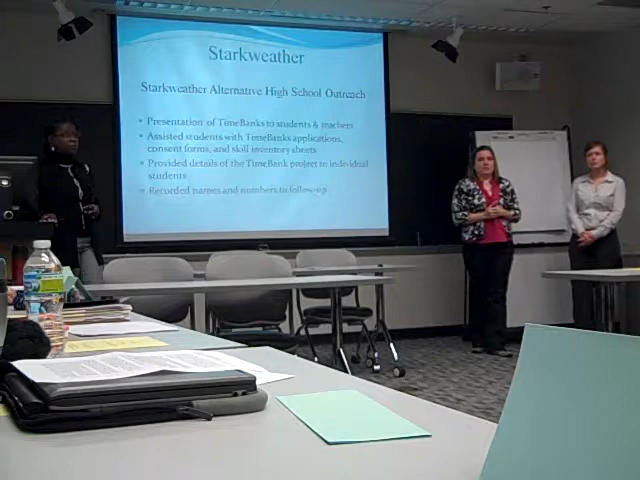 Starkweather
Starkweather Alternative High School Outreach
• Presentation of TimeBanks to students & teachers
• Assisted students with TimeBanks applications,
consent forms, and skill inventory sheets
• Provided details of the TimeBank project to individual
students
• Recorded names and numbers to follow-up